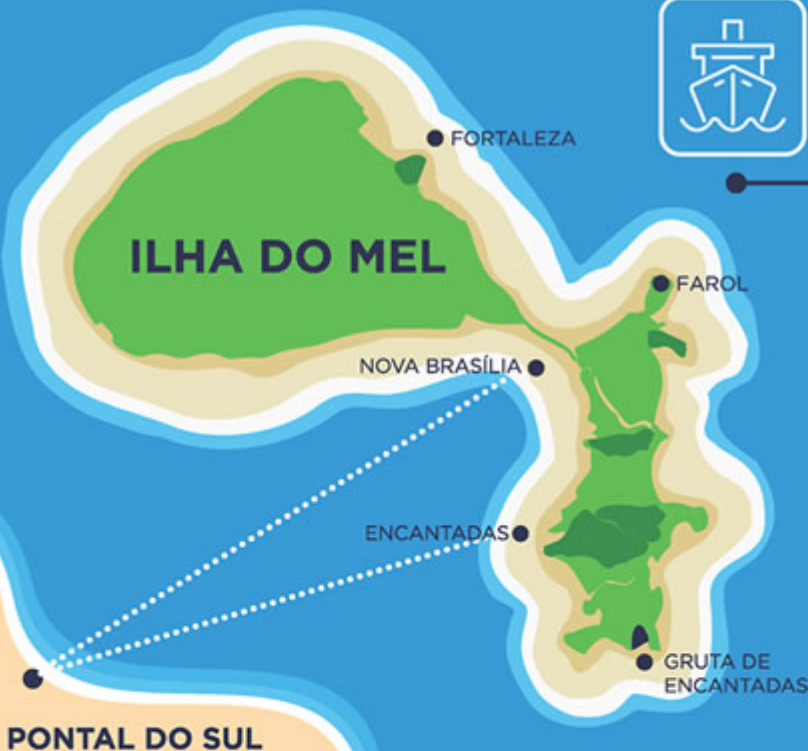 FORTALEZA
ILHA DO MEL
FAROL
NOVA BRASÍLIA
ENCANTADAS
GRUTA DE
ENCANTADAS
PONTAL DO SUL